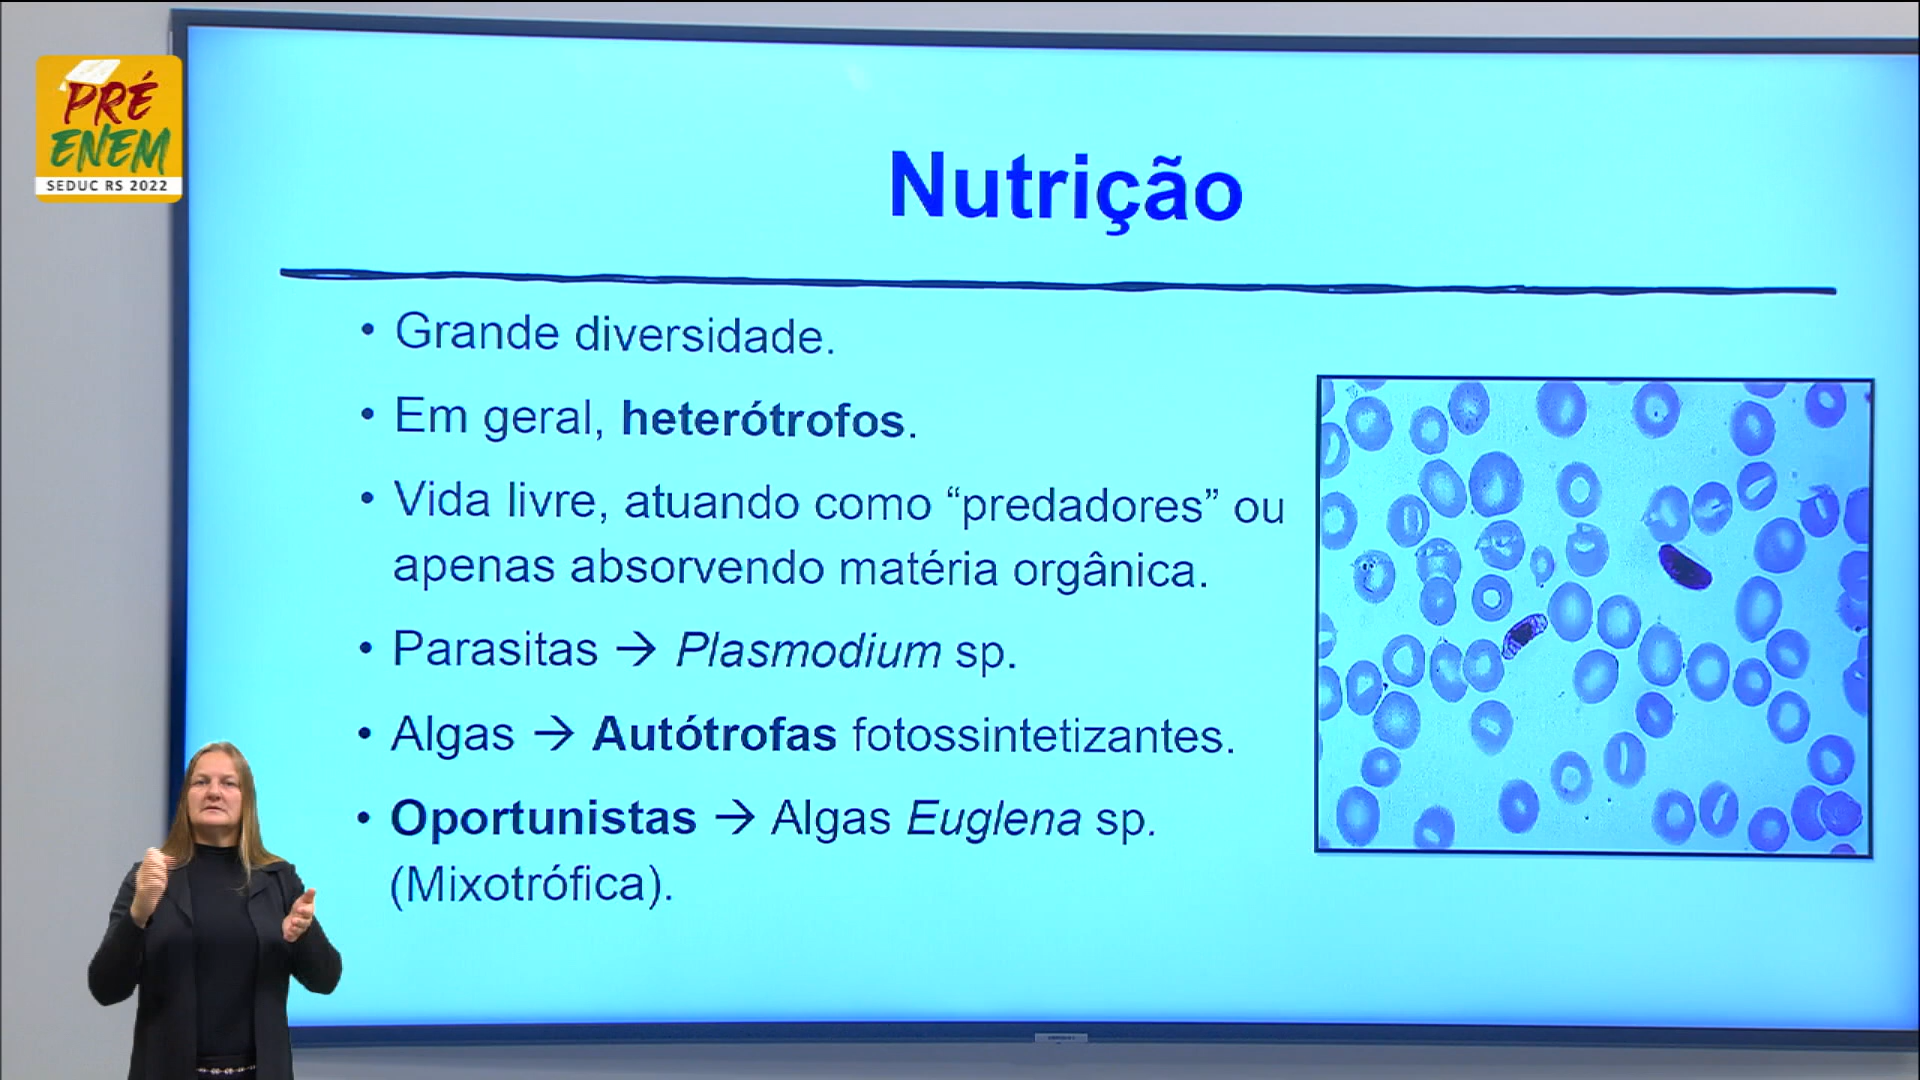 PRÉ
ENEM
SEDUC RS 2022
Nutrição
• Grande diversidade.
• Em geral, heterótrofos.
• Vida livre, atuando como “predadores” ou
apenas absorvendo matéria orgânica.
• Parasitas → Plasmodium sp.
• Algas → Autótrofas fotossintetizantes.
• Oportunistas → Algas Euglena sp.
(Mixotrófica).